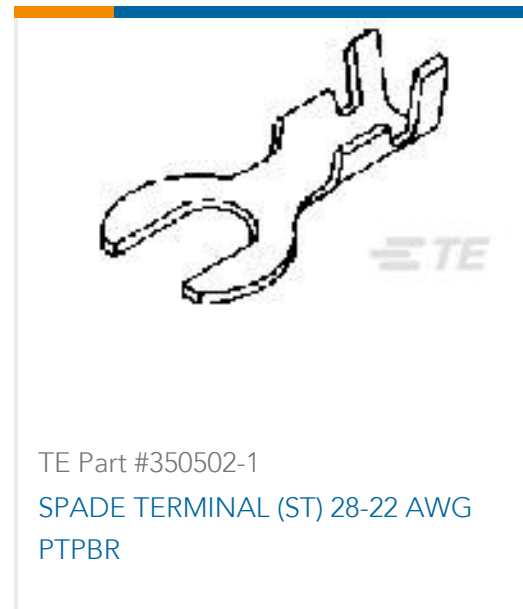 TE
TE Part #350502-1
SPADE TERMINAL (ST) 28-22 AWG
PTPBR